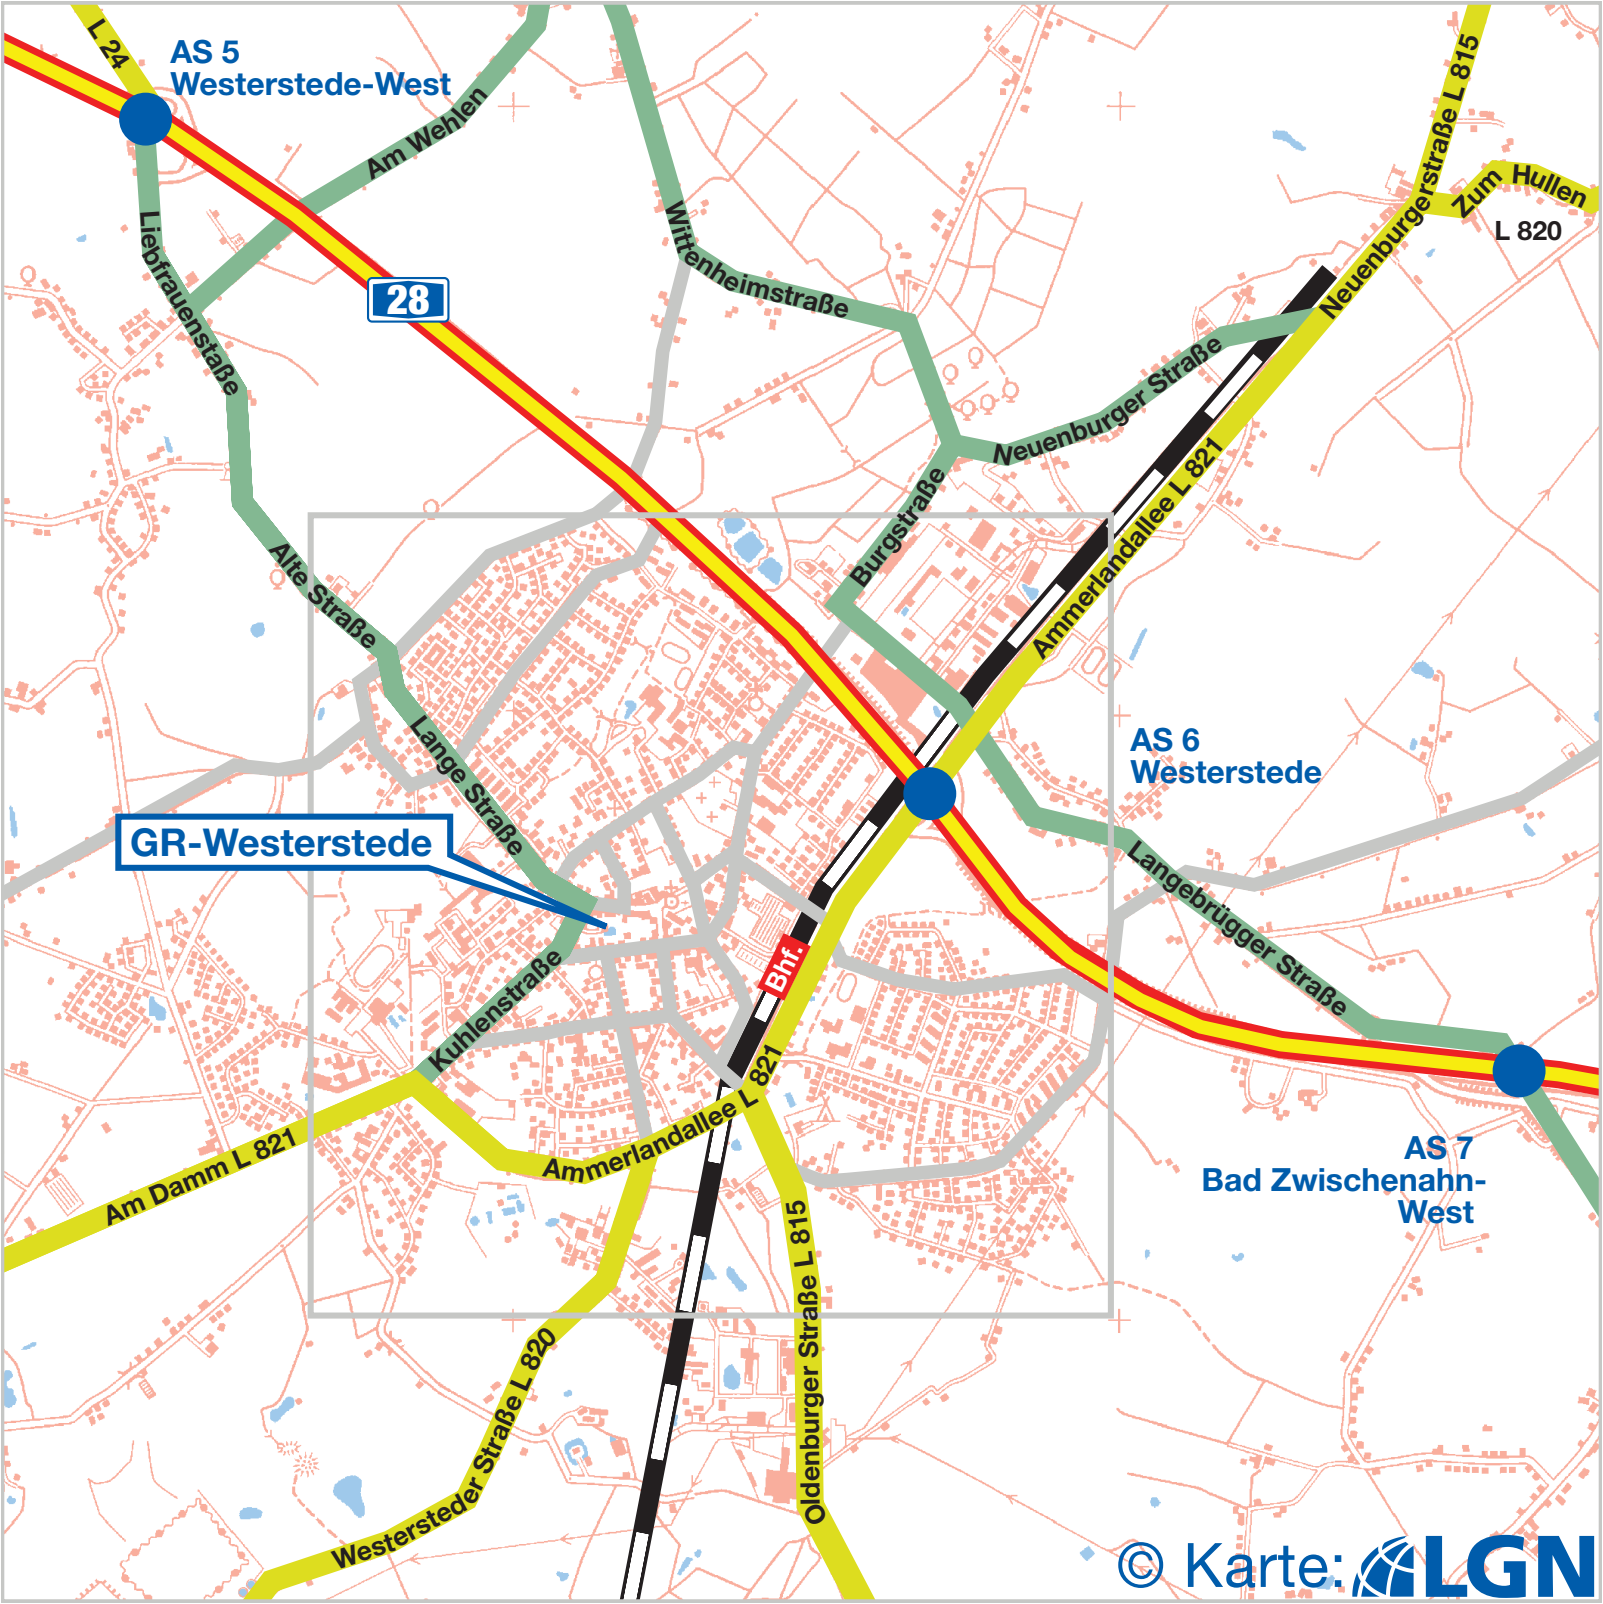 L 24
AS 5
Westerstede-West
Am Wehlen
Neuenburgerstraße L 815
Zum Hullen
L 820
Liebfrauenstaße
Wittenheimstraße
28
Neuenburger Straße
Burgstraße
Ammerlandallee L 821
Alte Straße
Lange Straße
AS 6
Westerstede
GR-Westerstede
Langebrügger Straße
Bhf.
Kuhlenstraße
Ammerlandallee L 821
Am Damm L 821
AS 7
Bad Zwischenahn-
West
Oldenburger Straße L 815
Westersteder Straße L 820
© Karte: LGN